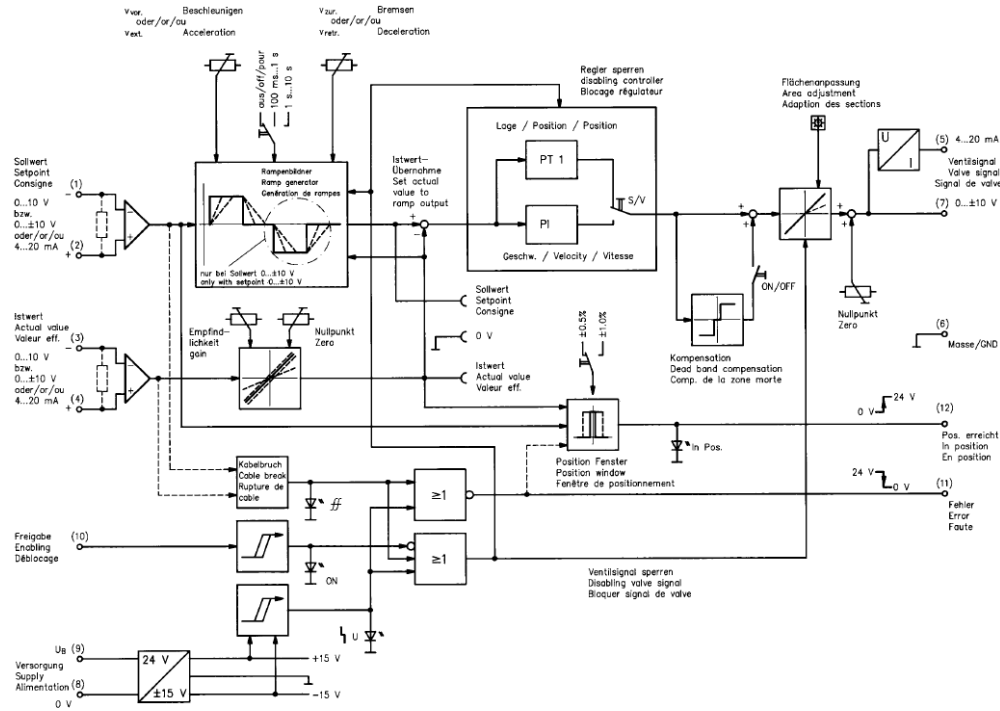 Vvor. Beschleunigen
oder/or/ou
Vext. Acceleration
Vzur. Bremsen
oder/or/ou
Vretr. Deceleration
aus/off/pour
100 ms...1 s
1 s...10 s
Regler sperren
disabling controller
Blocage régulateur
Flächenanpassung
Area adjustment
Adaption des sections
Sollwert
Setpoint
Consigne (1)
0...10 V
bzw.
0...±10 V
oder/or/ou
4...20 mA
(2)
− +
− +
Rampenbildner
Ramp generator
Génération de rampes
nur bei Sollwert 0...±10 V
only with setpoint 0...±10 V
Istwert-
Übernahme
Set actual
value to
ramp output
+
−
Lage / Position / Position
PT 1
PI
S/V
Geschw. / Velocity / Vitesse
+ +
+ +
U
I
(5) 4...20 mA
Ventilsignal
Valve signal
Signal de valve
(7) 0...±10 V
ON/OFF
Nullpunkt
Zero
Kompensation
Dead band compensation
Comp. de la zone morte
(6)
Masse/GND
Sollwert
Setpoint
Consigne
0 V
Istwert
Actual value
Valeur eff.
Istwert
Actual value
Valeur eff. (3)
0...10 V
bzw.
0...±10 V
oder/or/ou
4...20 mA
(4)
− +
− +
Empfind-
lichkeit
gain
Nullpunkt
Zero
±0.5%
±1.0%
Position Fenster
Position window
Fenêtre de positionnement
In Pos.
24 V
0 V
(12)
Pos. erreicht
In position
En position
24 V
0 V
(11)
Fehler
Error
Faute
Kabelbruch
Cable break
Rupture de
cable
≥1
≥1
Freigabe
Enabling
Déblocage
(10)
ON
Ventilsignal sperren
Disabling valve signal
Bloquer signal de valve
U
UB (9)
Versorgung
Supply
Alimentation (8)
0 V
24 V
±15 V
+15 V
−15 V